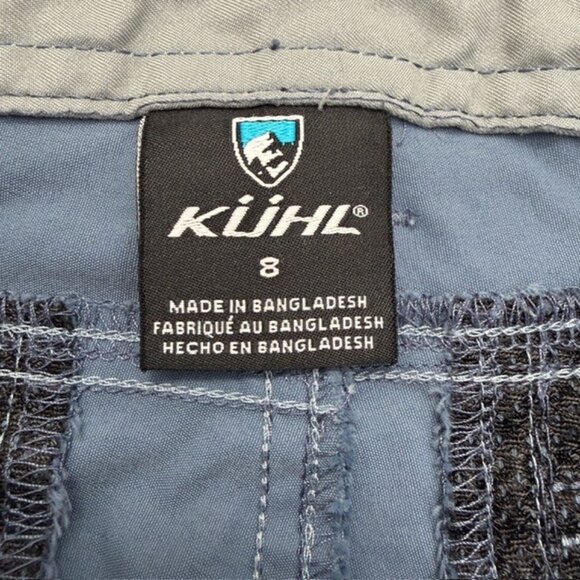 KÜHL®
8
MADE IN BANGLADESH
FABRIQUÉ AU BANGLADESH
HECHO EN BANGLADESH